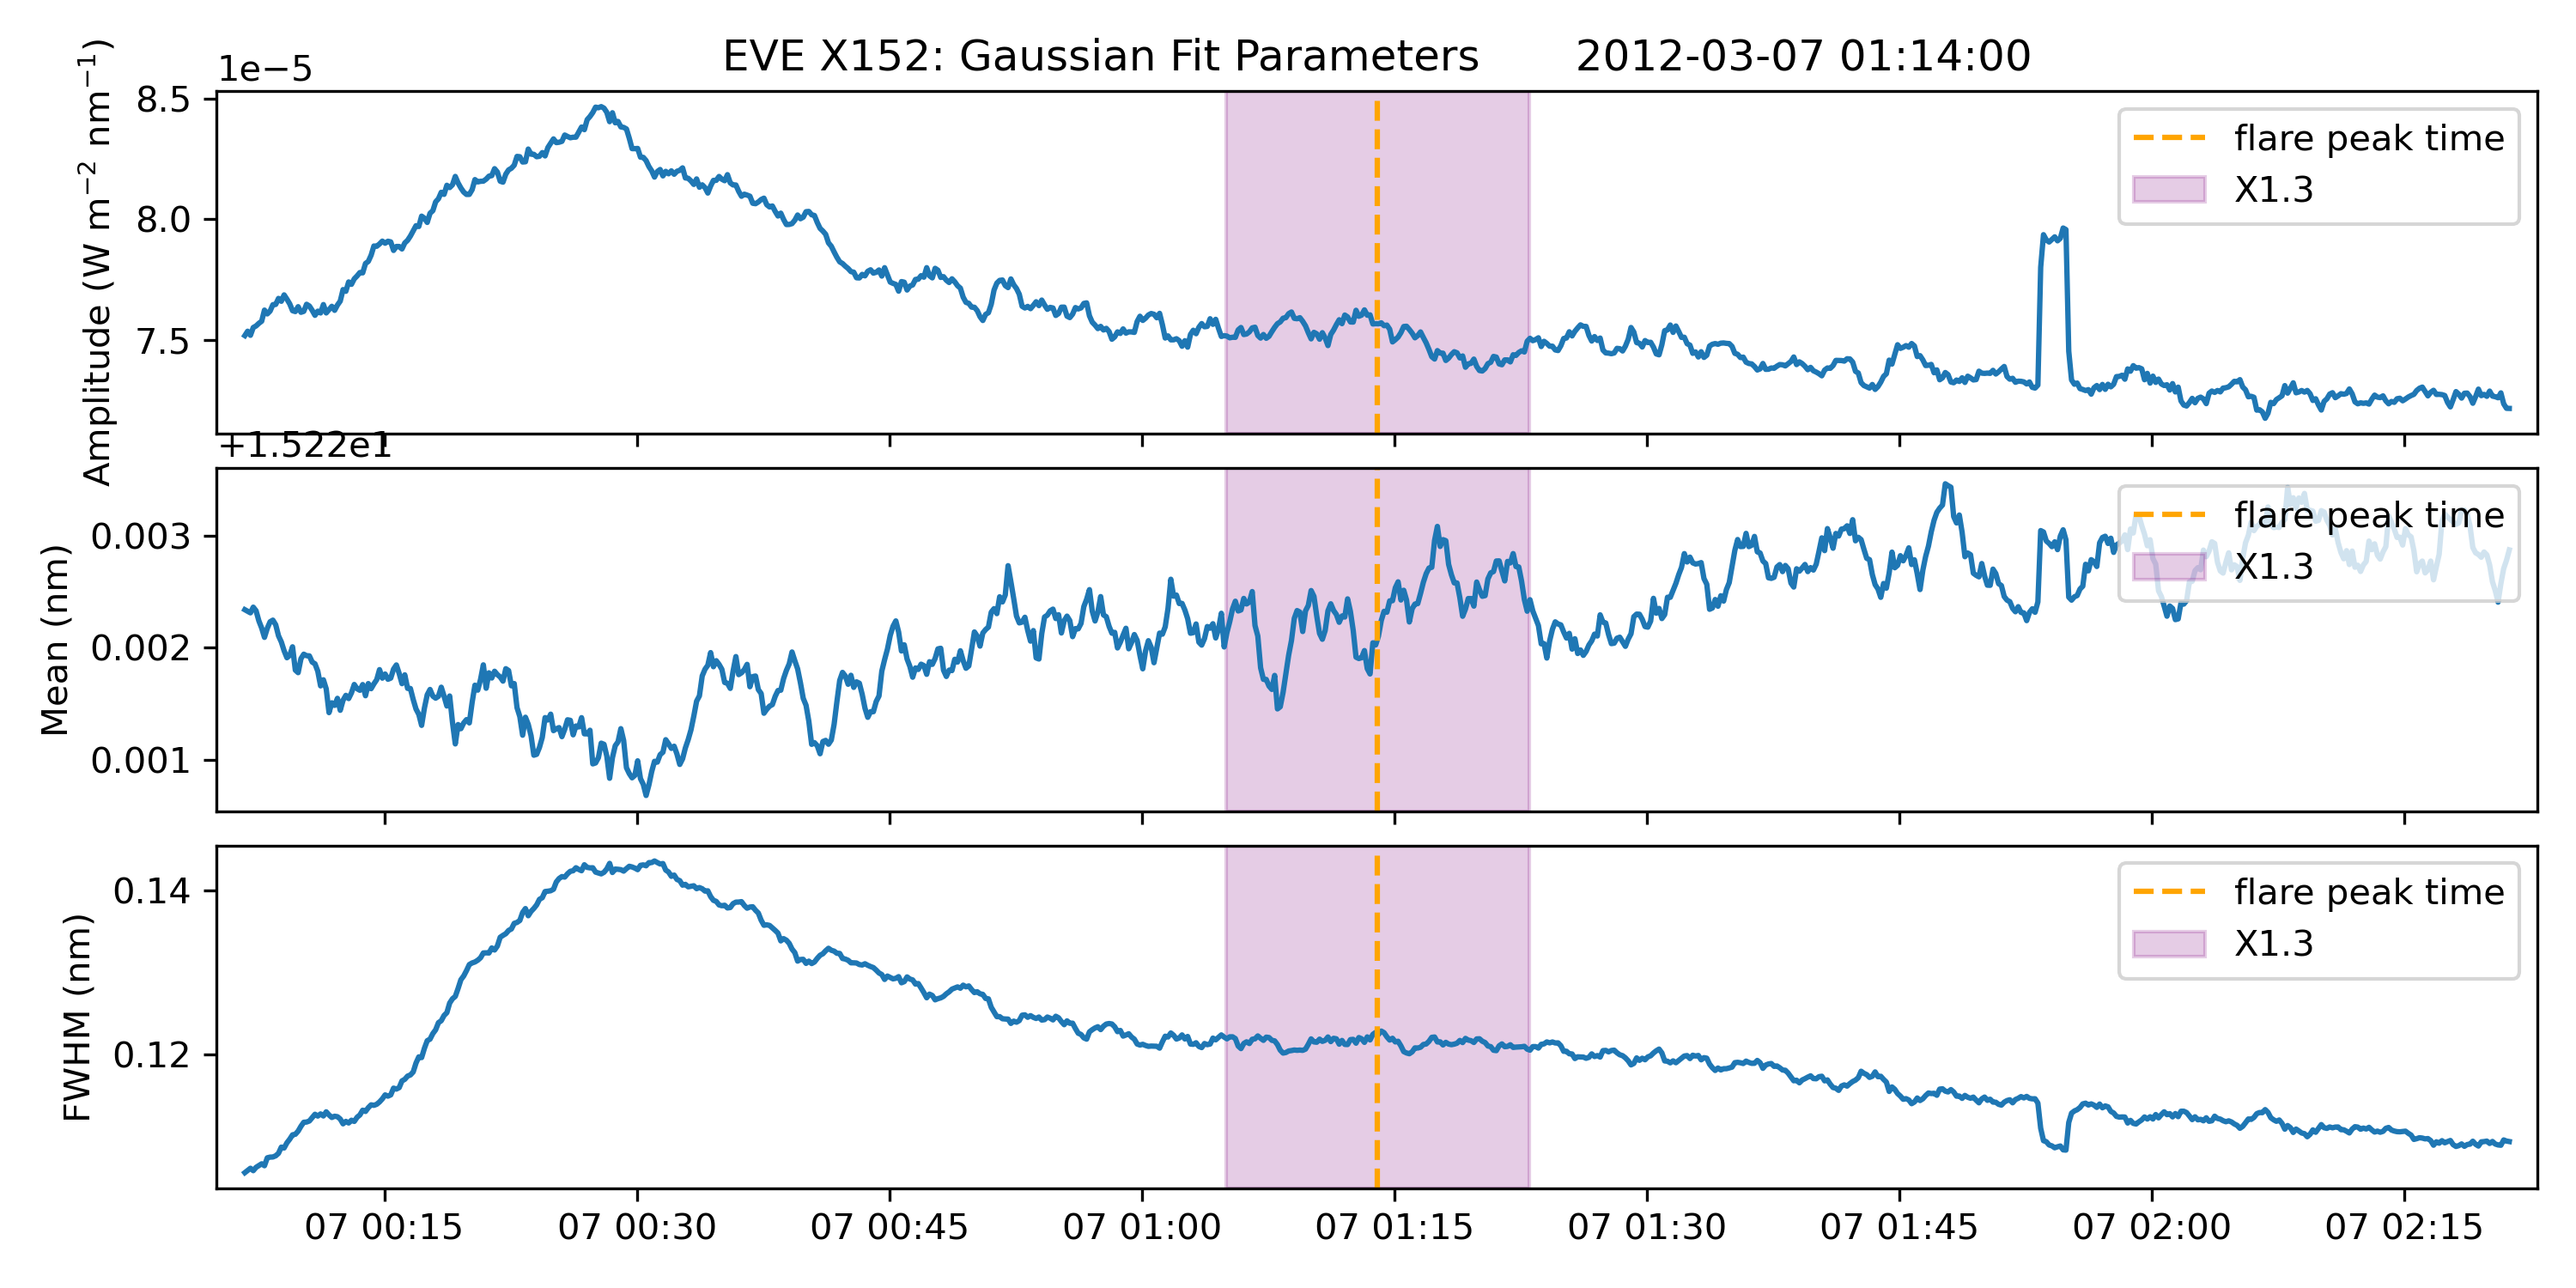 EVE X152: Gaussian Fit Parameters 2012-03-07 01:14:00
1e−5
Amplitude (W m⁻² nm⁻¹)
8.5
8.0
7.5
flare peak time
X1.3
+1.522e1
Mean (nm)
0.003
0.002
0.001
flare peak time
X1.3
FWHM (nm)
0.14
0.12
flare peak time
X1.3
07 00:15 07 00:30 07 00:45 07 01:00 07 01:15 07 01:30 07 01:45 07 02:00 07 02:15